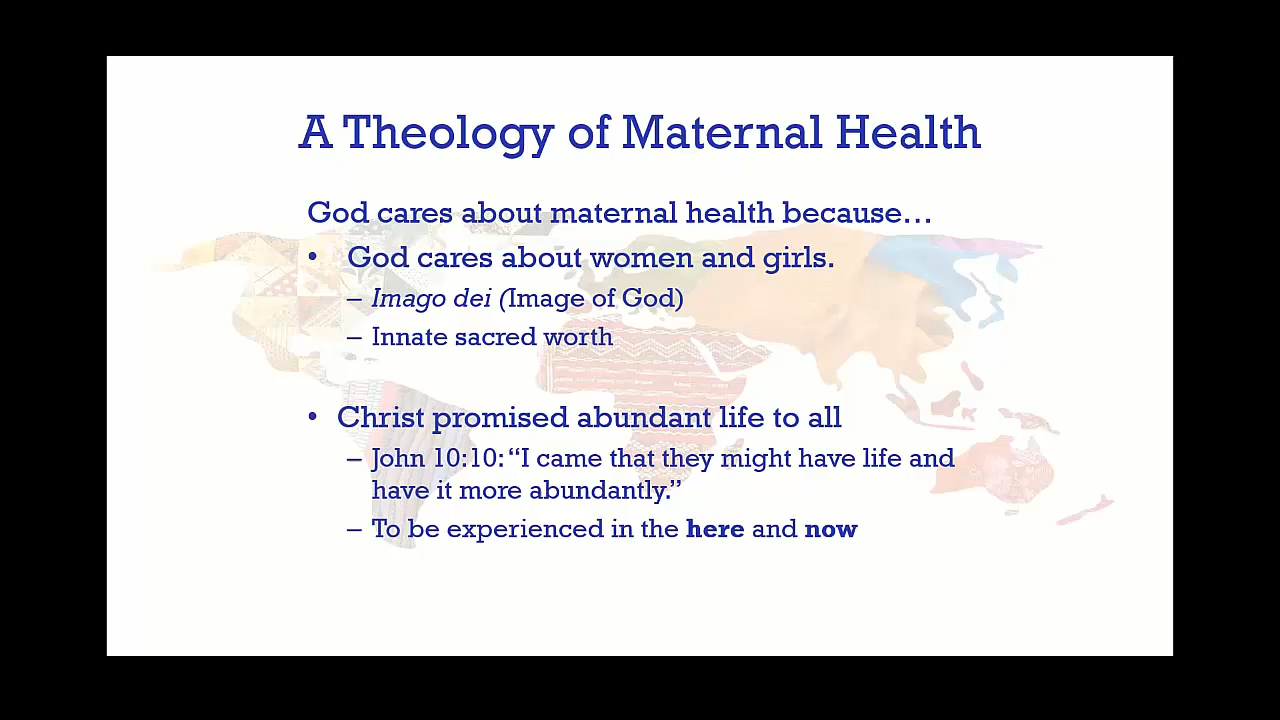 A Theology of Maternal Health
God cares about maternal health because…
• God cares about women and girls.
– Imago dei (Image of God)
– Innate sacred worth
• Christ promised abundant life to all
– John 10:10: “I came that they might have life and
have it more abundantly.”
– To be experienced in the here and now